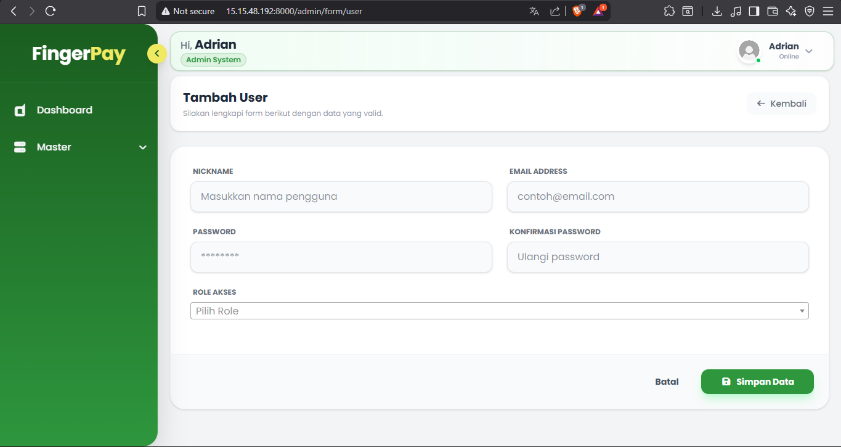 Not secure 15.15.48.192:8000/admin/form/user
FingerPay
Dashboard
Master
Hi, Adrian
Admin System
Adrian
Online
Tambah User
Silakan lengkapi form berikut dengan data yang valid.
Kembali
NICKNAME
Masukkan nama pengguna
EMAIL ADDRESS
contoh@email.com
PASSWORD
********
KONFIRMASI PASSWORD
Ulangi password
ROLE AKSES
Pilih Role
Batal
Simpan Data